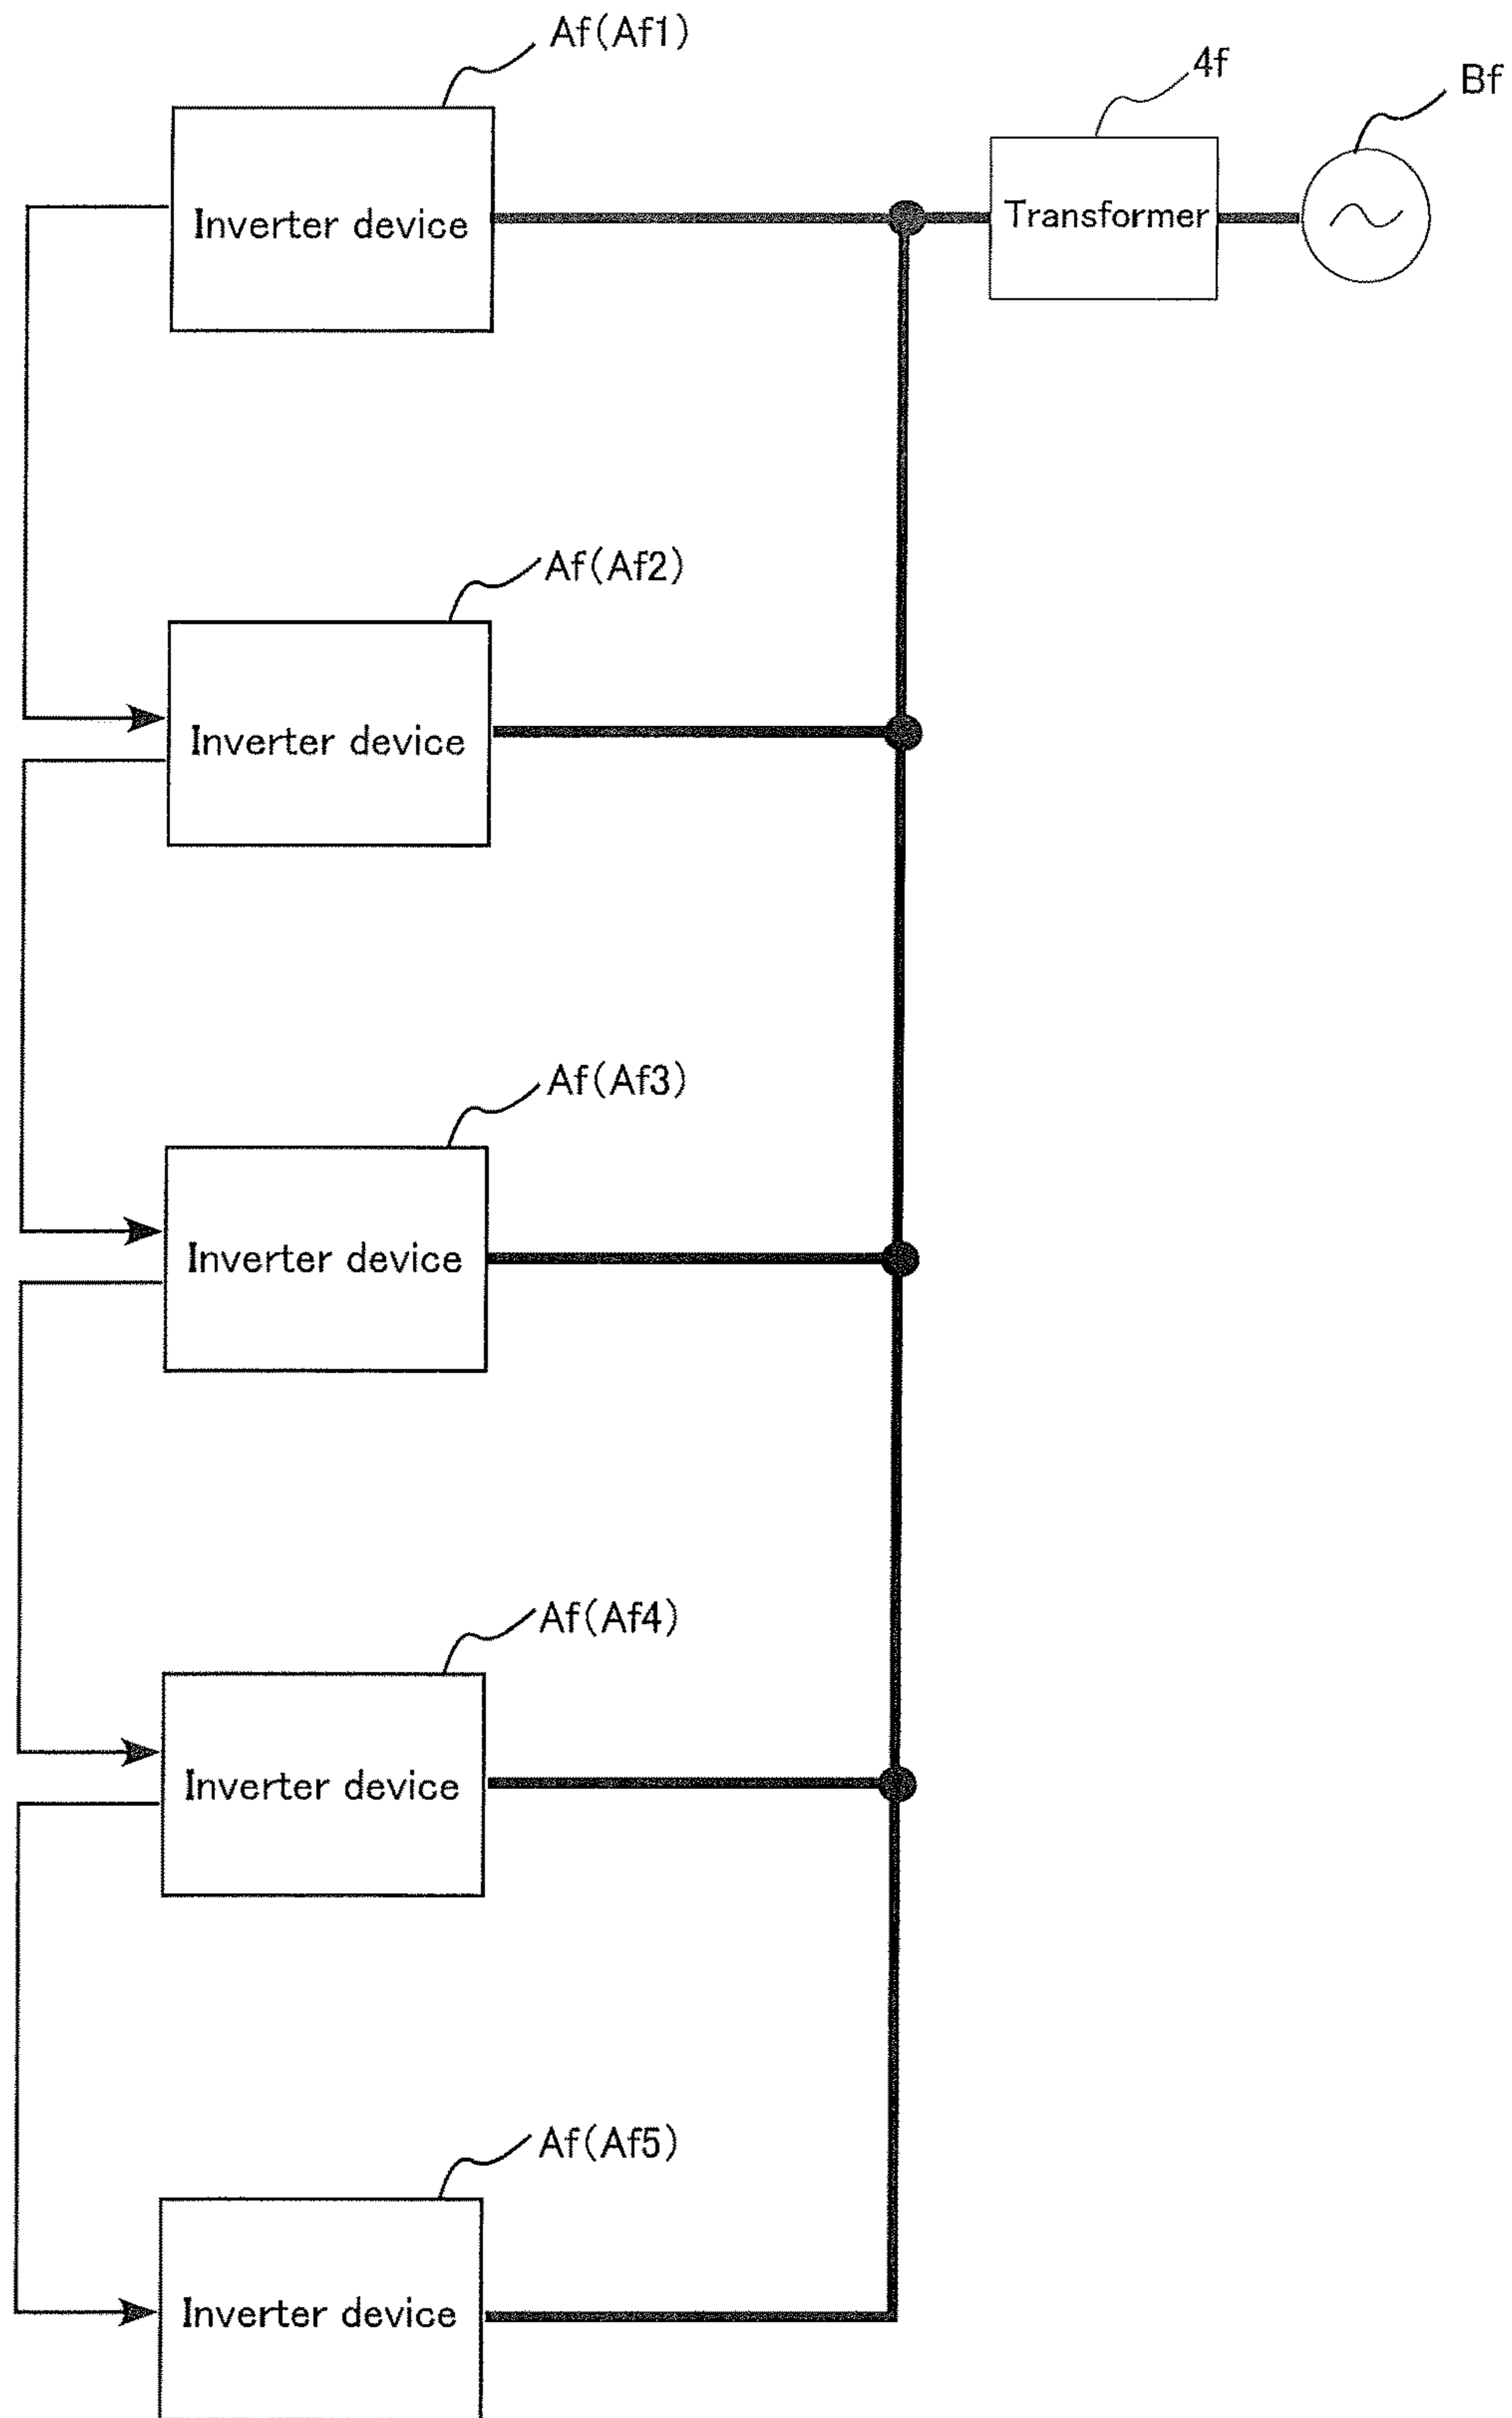 Af(Af1)
4f
Bf
Inverter device
Transformer
Af(Af2)
Inverter device
Af(Af3)
Inverter device
Af(Af4)
Inverter device
Af(Af5)
Inverter device